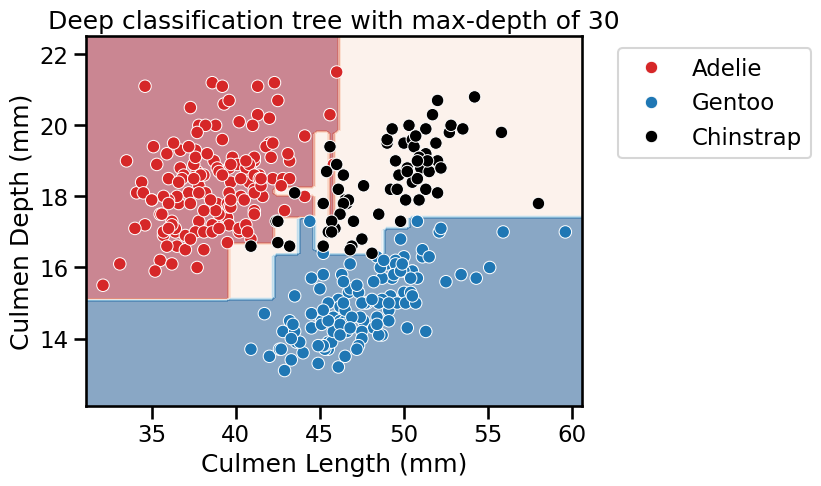 Deep classification tree with max-depth of 30
22
20
18
16
14
Culmen Depth (mm)
35
40
45
50
55
60
Culmen Length (mm)
Adelie
Gentoo
Chinstrap